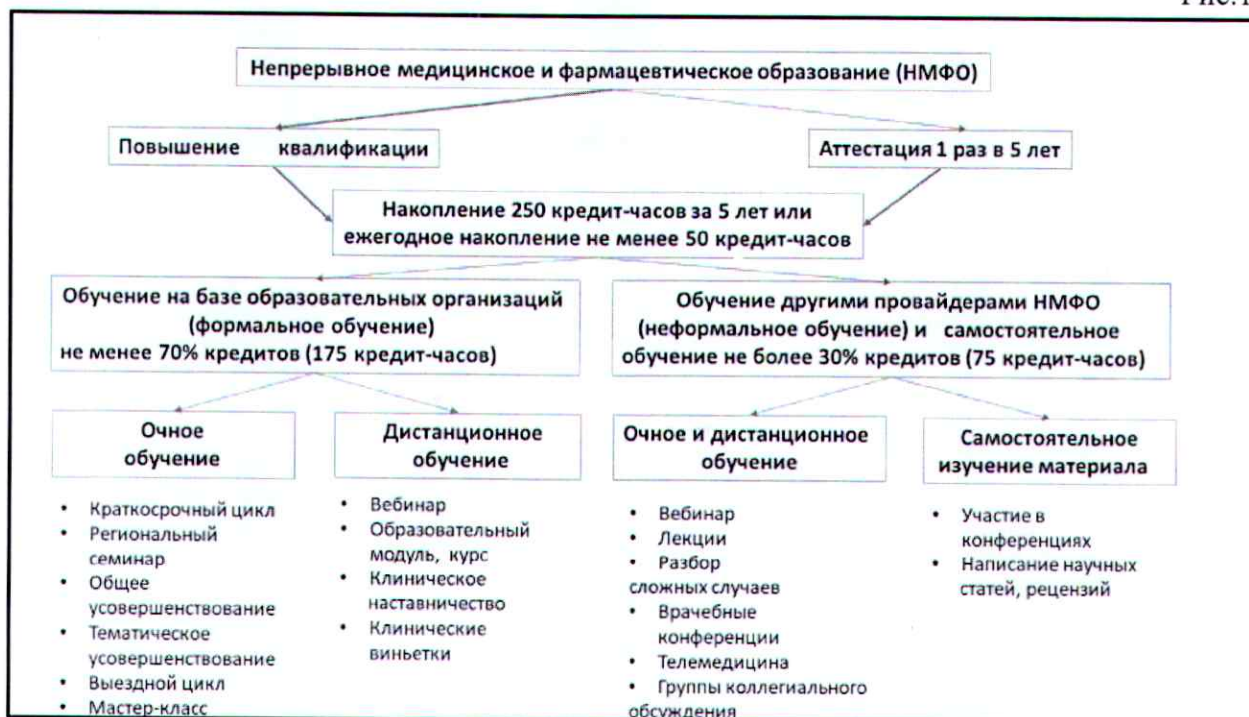 Рис.1
Непрерывное медицинское и фармацевтическое образование (НМФО)
Повышение квалификации
Аттестация 1 раз в 5 лет
Накопление 250 кредит-часов за 5 лет или
ежегодное накопление не менее 50 кредит-часов
Обучение на базе образовательных организаций
(формальное обучение)
не менее 70% кредитов (175 кредит-часов)
Обучение другими провайдерами НМФО
(неформальное обучение) и самостоятельное
обучение не более 30% кредитов (75 кредит-часов)
Очное
обучение
• Краткосрочный цикл
• Региональный
семинар
• Общее
усовершенствование
• Тематическое
усовершенствование
• Выездной цикл
• Мастер-класс
Дистанционное
обучение
• Вебинар
• Образовательный
модуль, курс
• Клиническое
наставничество
• Клинические
виньетки
Очное и дистанционное
обучение
• Вебинар
• Лекции
• Разбор
сложных случаев
• Врачебные
конференции
• Телемедицина
• Группы коллегиального
обсуждения
Самостоятельное
изучение материала
• Участие в
конференциях
• Написание научных
статей, рецензий